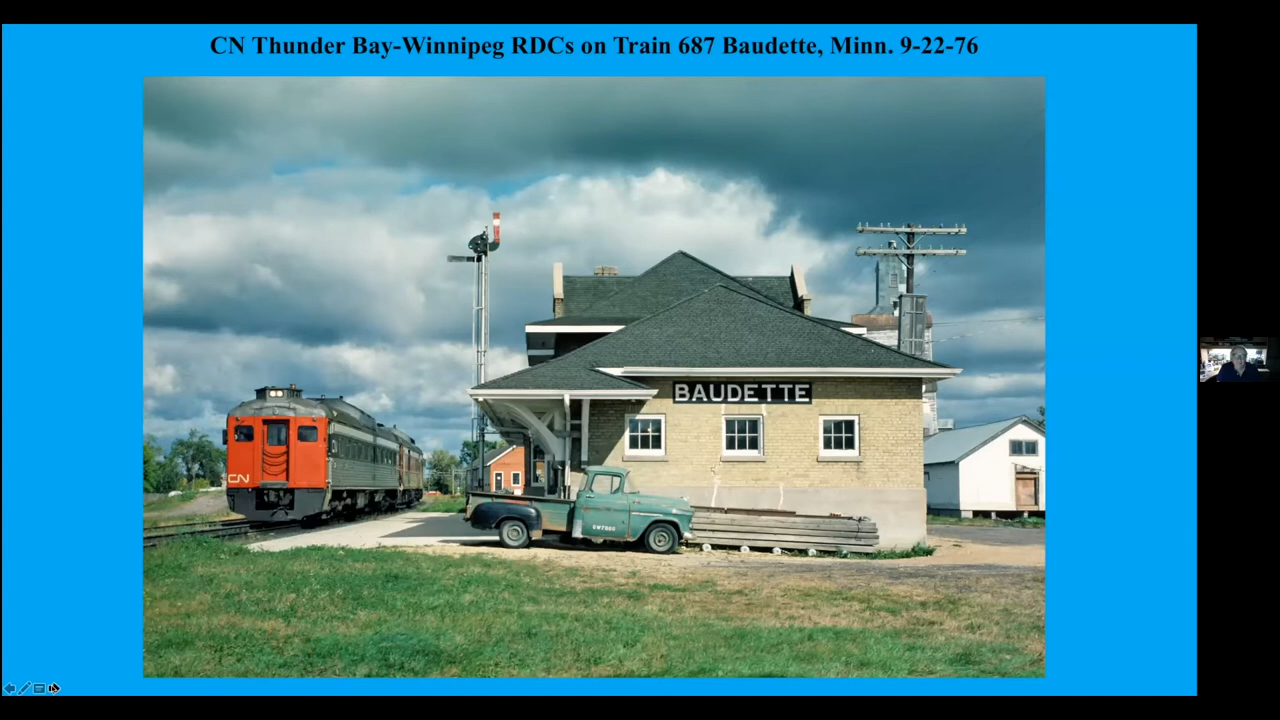 CN Thunder Bay-Winnipeg RDCs on Train 687 Baudette, Minn. 9-22-76
BAUDETTE
CN